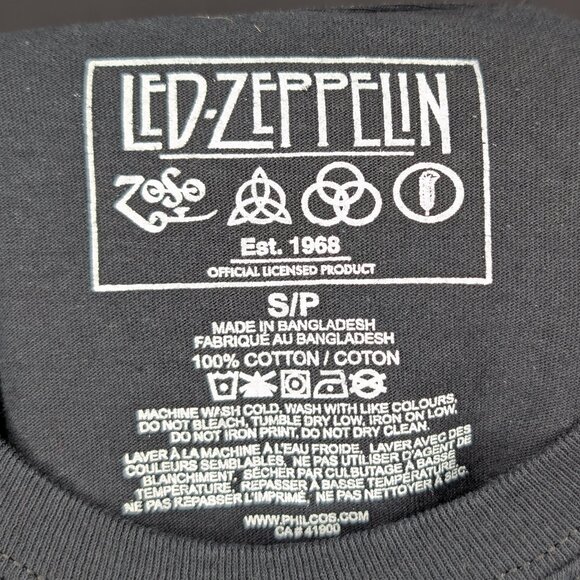 LED-ZEPPELIN
ZoSo
Est. 1968
OFFICIAL LICENSED PRODUCT
S/P
MADE IN BANGLADESH
FABRIQUÉ AU BANGLADESH
100% COTTON / COTON
MACHINE WASH COLD, WASH WITH LIKE COLOURS,
DO NOT BLEACH, TUMBLE DRY LOW, IRON ON LOW,
DO NOT IRON PRINT, DO NOT DRY CLEAN.
LAVER À LA MACHINE À L'EAU FROIDE, LAVER AVEC DES
COULEURS SEMBLABLES, NE PAS UTILISER D'AGENT DE
BLANCHIMENT, SÉCHER PAR CULBUTAGE À BASSE
TEMPÉRATURE, REPASSER À BASSE TEMPÉRATURE,
NE PAS REPASSER L'IMPRIMÉ, NE PAS NETTOYER À SEC.
WWW.PHILCOS.COM
CA # 41900